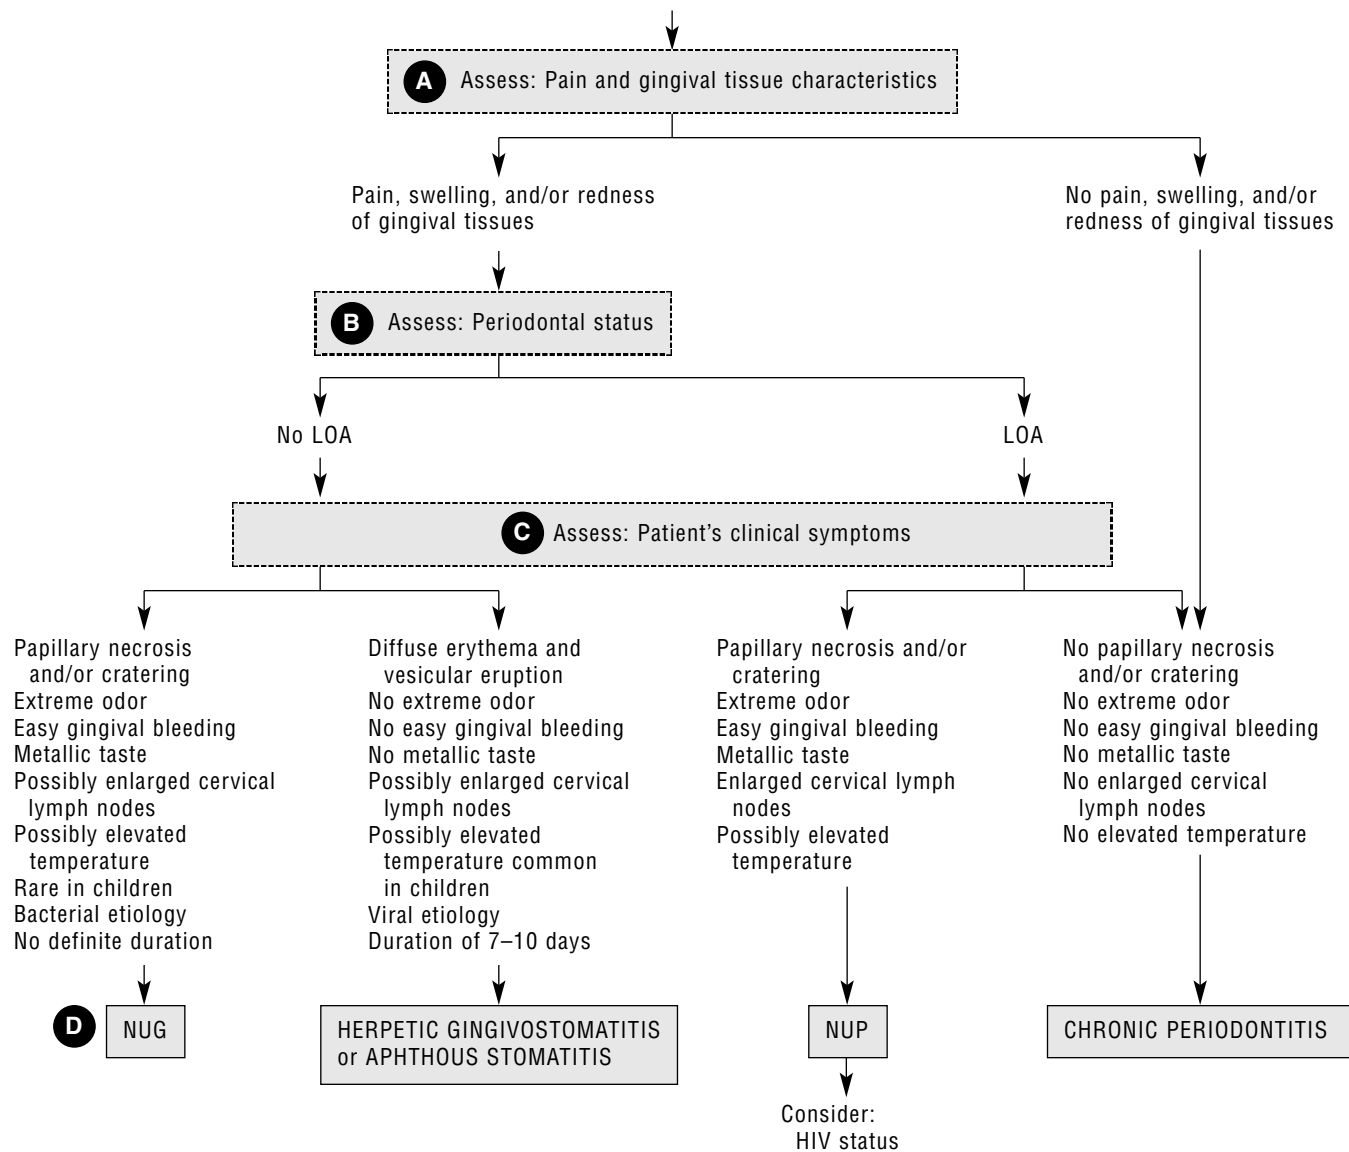 A Assess: Pain and gingival tissue characteristics
Pain, swelling, and/or redness
of gingival tissues
No pain, swelling, and/or
redness of gingival tissues
B Assess: Periodontal status
No LOA
LOA
C Assess: Patient’s clinical symptoms
Papillary necrosis
and/or cratering
Extreme odor
Easy gingival bleeding
Metallic taste
Possibly enlarged cervical
lymph nodes
Possibly elevated
temperature
Rare in children
Bacterial etiology
No definite duration
Diffuse erythema and
vesicular eruption
No extreme odor
No easy gingival bleeding
No metallic taste
Possibly enlarged cervical
lymph nodes
Possibly elevated
temperature common
in children
Viral etiology
Duration of 7–10 days
Papillary necrosis and/or
cratering
Extreme odor
Easy gingival bleeding
Metallic taste
Enlarged cervical lymph
nodes
Possibly elevated
temperature
No papillary necrosis
and/or cratering
No extreme odor
No easy gingival bleeding
No metallic taste
No enlarged cervical
lymph nodes
No elevated temperature
D NUG
HERPETIC GINGIVOSTOMATITIS
or APHTHOUS STOMATITIS
NUP
CHRONIC PERIODONTITIS
Consider:
HIV status